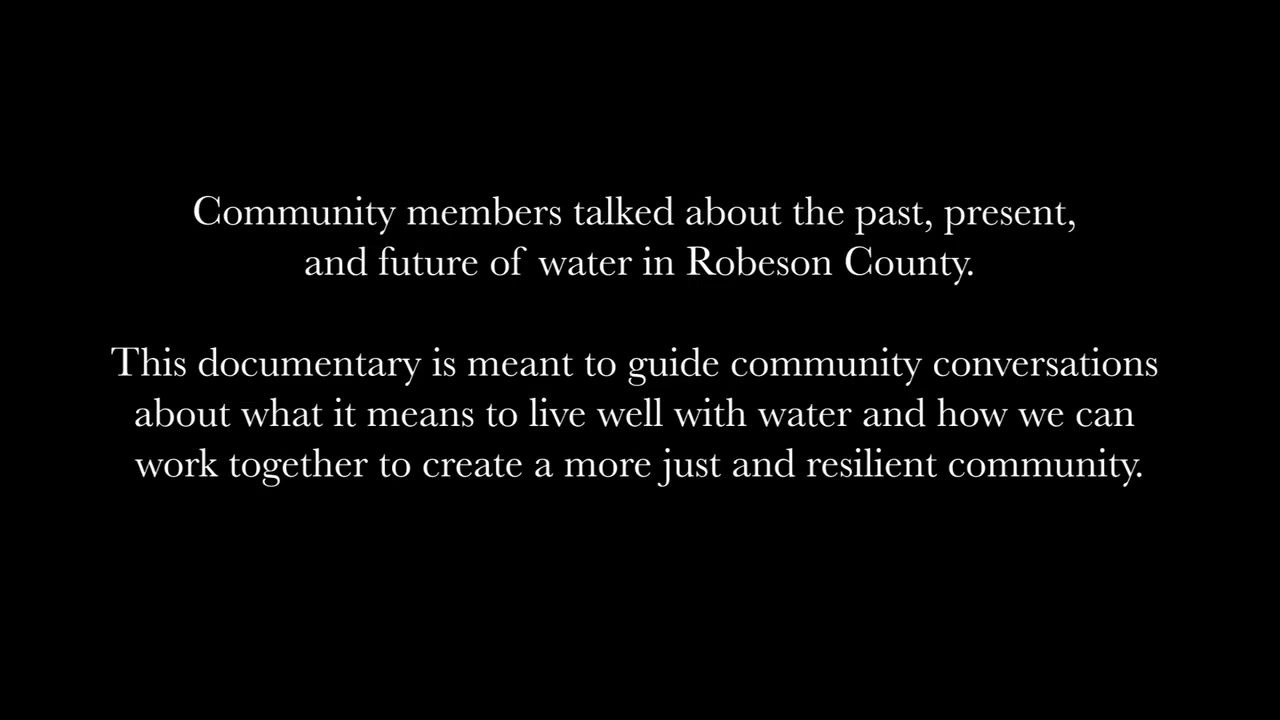 Community members talked about the past, present,
and future of water in Robeson County.
This documentary is meant to guide community conversations
about what it means to live well with water and how we can
work together to create a more just and resilient community.